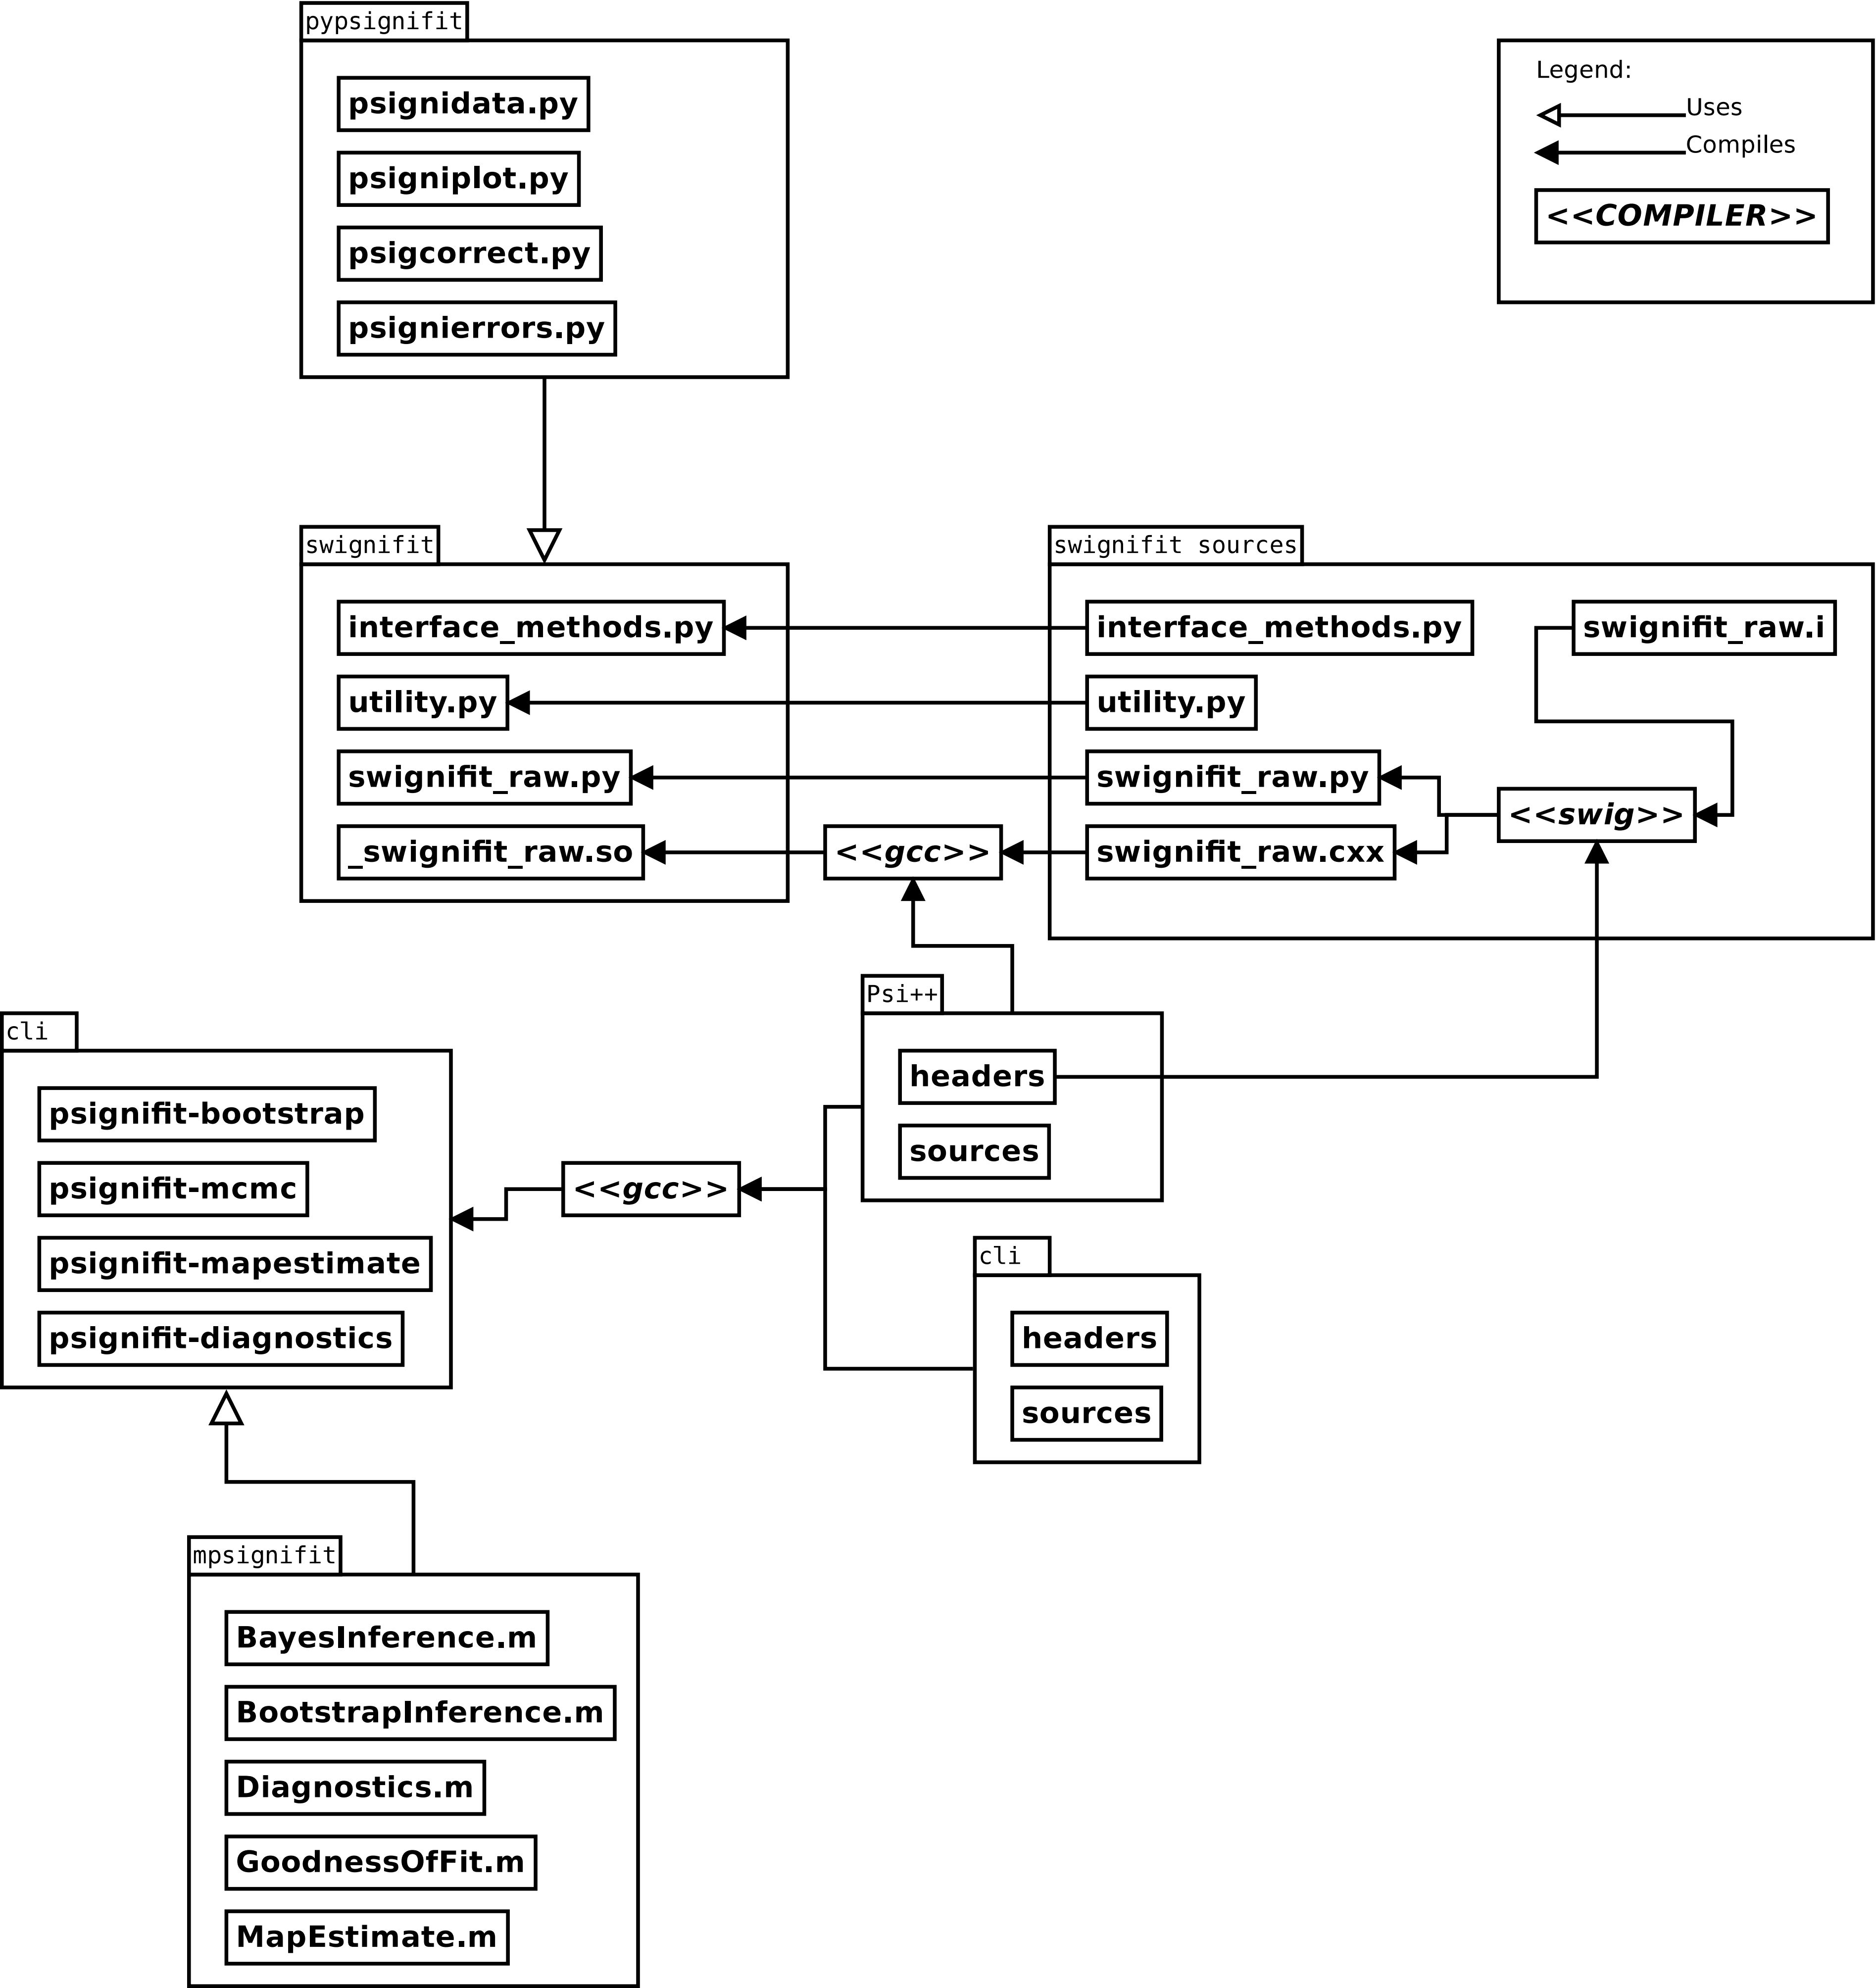 pypsignifit
psignidata.py
psigniplot.py
psigcorrect.py
psignierrors.py
Legend:
Uses
Compiles
<<COMPILER>>
swignifit
interface_methods.py
utility.py
swignifit_raw.py
_swignifit_raw.so
<<gcc>>
swignifit sources
interface_methods.py
utility.py
swignifit_raw.py
swignifit_raw.cxx
swignifit_raw.i
<<swig>>
Psi++
headers
sources
cli
psignifit-bootstrap
psignifit-mcmc
psignifit-mapestimate
psignifit-diagnostics
<<gcc>>
cli
headers
sources
mpsignifit
BayesInference.m
BootstrapInference.m
Diagnostics.m
GoodnessOfFit.m
MapEstimate.m